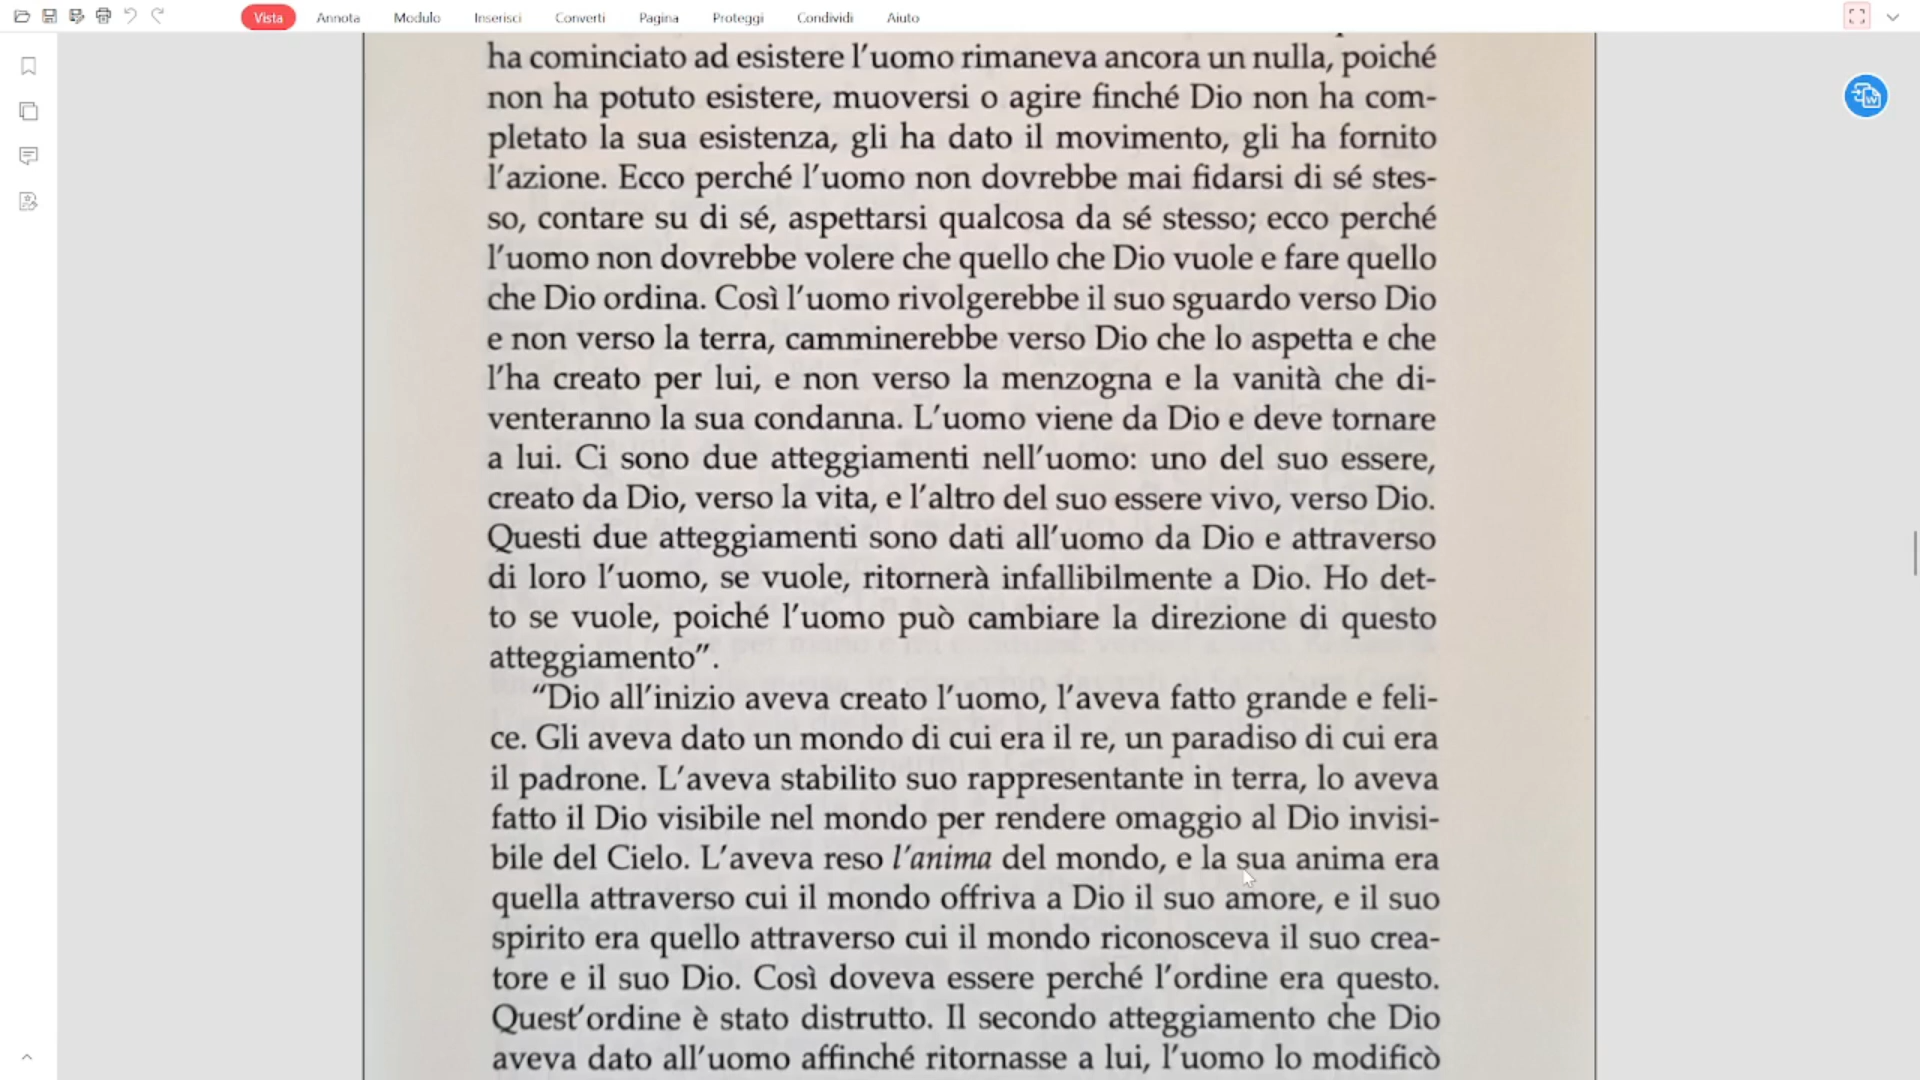 Vista Annota Modulo Inserisci Converti Pagina Proteggi Condividi Aiuto
ha cominciato ad esistere l'uomo rimaneva ancora un nulla, poiché
non ha potuto esistere, muoversi o agire finché Dio non ha com-
pletato la sua esistenza, gli ha dato il movimento, gli ha fornito
l'azione. Ecco perché l'uomo non dovrebbe mai fidarsi di sé stes-
so, contare su di sé, aspettarsi qualcosa da sé stesso; ecco perché
l'uomo non dovrebbe volere che quello che Dio vuole e fare quello
che Dio ordina. Così l'uomo rivolgerebbe il suo sguardo verso Dio
e non verso la terra, camminerebbe verso Dio che lo aspetta e che
l'ha creato per lui, e non verso la menzogna e la vanità che di-
venteranno la sua condanna. L'uomo viene da Dio e deve tornare
a lui. Ci sono due atteggiamenti nell'uomo: uno del suo essere,
creato da Dio, verso la vita, e l'altro del suo essere vivo, verso Dio.
Questi due atteggiamenti sono dati all'uomo da Dio e attraverso
di loro l'uomo, se vuole, ritornerà infallibilmente a Dio. Ho det-
to se vuole, poiché l'uomo può cambiare la direzione di questo
atteggiamento".
"Dio all'inizio aveva creato l'uomo, l'aveva fatto grande e feli-
ce. Gli aveva dato un mondo di cui era il re, un paradiso di cui era
il padrone. L'aveva stabilito suo rappresentante in terra, lo aveva
fatto il Dio visibile nel mondo per rendere omaggio al Dio invisi-
bile del Cielo. L'aveva reso l'anima del mondo, e la sua anima era
quella attraverso cui il mondo offriva a Dio il suo amore, e il suo
spirito era quello attraverso cui il mondo riconosceva il suo crea-
tore e il suo Dio. Così doveva essere perché l'ordine era questo.
Quest'ordine è stato distrutto. Il secondo atteggiamento che Dio
aveva dato all'uomo affinché ritornasse a lui, l'uomo lo modificò